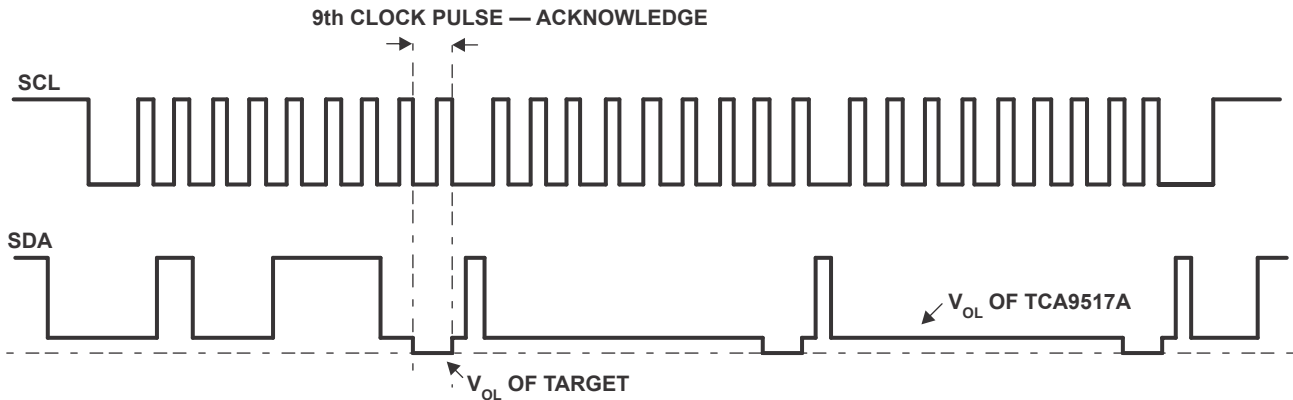 9th CLOCK PULSE — ACKNOWLEDGE
SCL
SDA
VOL OF TCA9517A
VOL OF TARGET